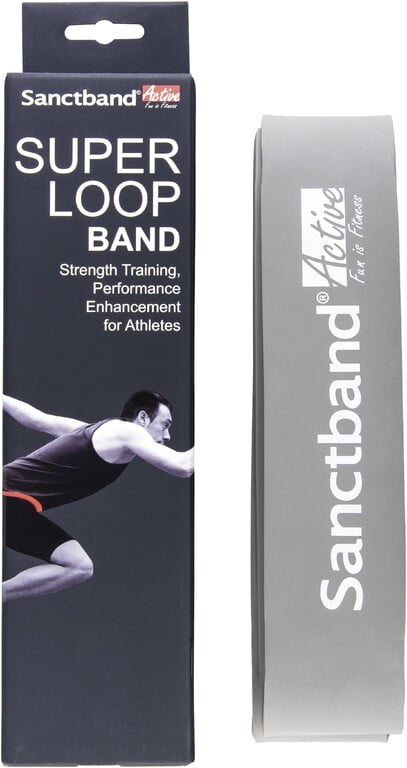 Sanctband® Active
Fun is Fitness
SUPER
LOOP
BAND
Strength Training,
Performance
Enhancement
for Athletes
Sanctband® Active
Fun is Fitness